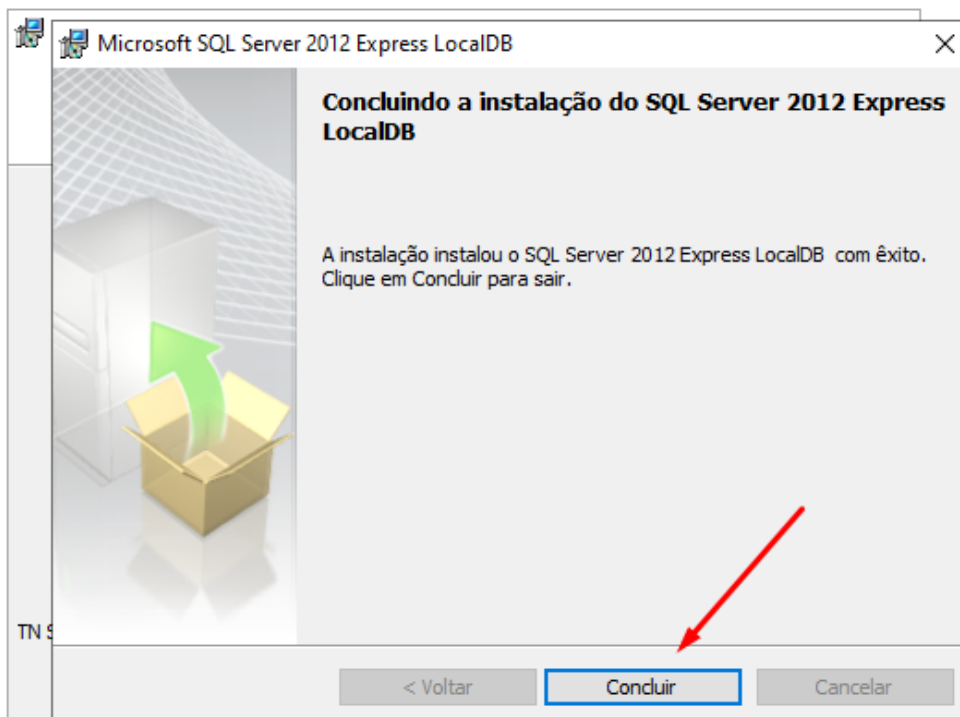 Microsoft SQL Server 2012 Express LocalDB
Concluindo a instalação do SQL Server 2012 Express
LocalDB
A instalação instalou o SQL Server 2012 Express LocalDB com êxito.
Clique em Concluir para sair.
TN
< Voltar
Concluir
Cancelar